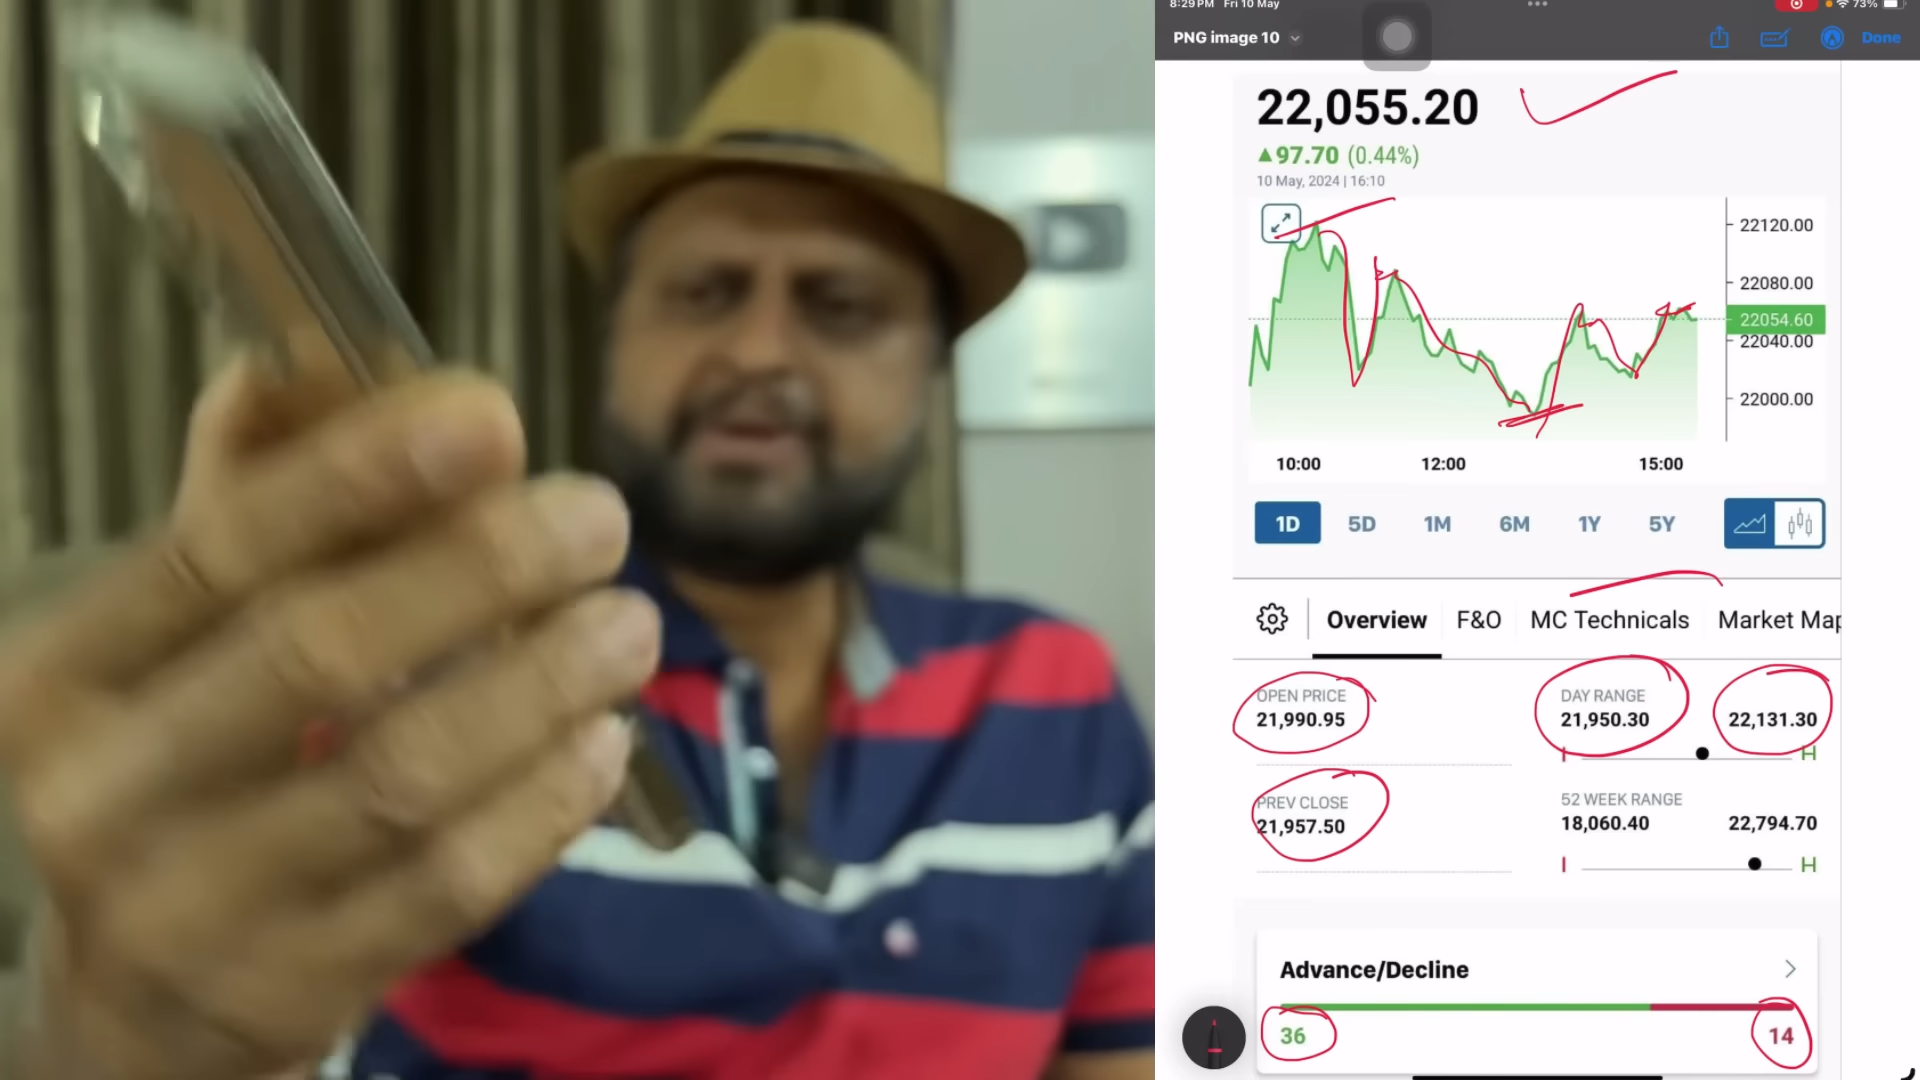 8:29 PM Fri 10 May
73%
PNG image 10
Done
22,055.20
▲97.70 (0.44%)
10 May, 2024 | 16:10
22120.00
22080.00
22054.60
22040.00
22000.00
10:00 12:00 15:00
1D 5D 1M 6M 1Y 5Y
Overview F&O MC Technicals Market Map
OPEN PRICE DAY RANGE
21,990.95 21,950.30 22,131.30
H
PREV CLOSE 52 WEEK RANGE
21,957.50 18,060.40 22,794.70
H
Advance/Decline
36 14